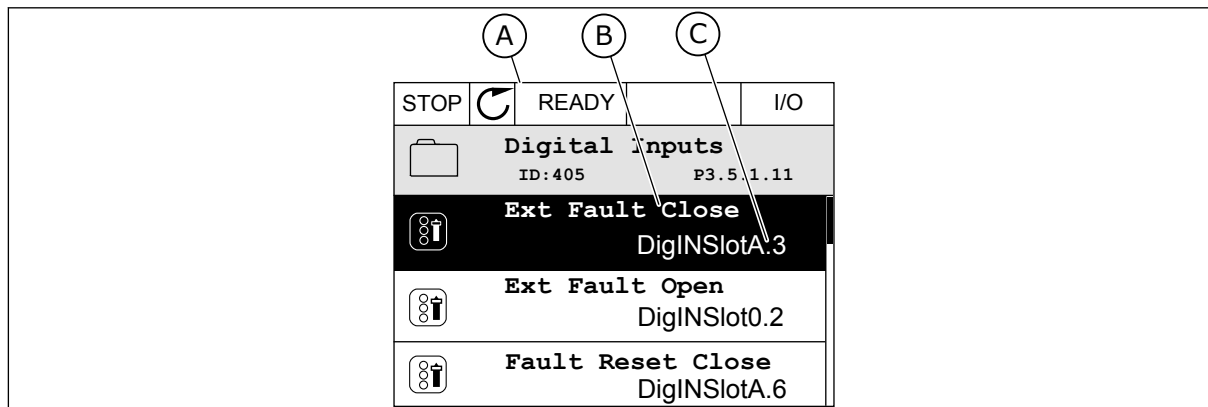 A B C
STOP READY I/O
Digital Inputs
ID:405 P3.5.1.11
Ext Fault Close
DigINSlotA.3
Ext Fault Open
DigINSlot0.2
Fault Reset Close
DigINSlotA.6